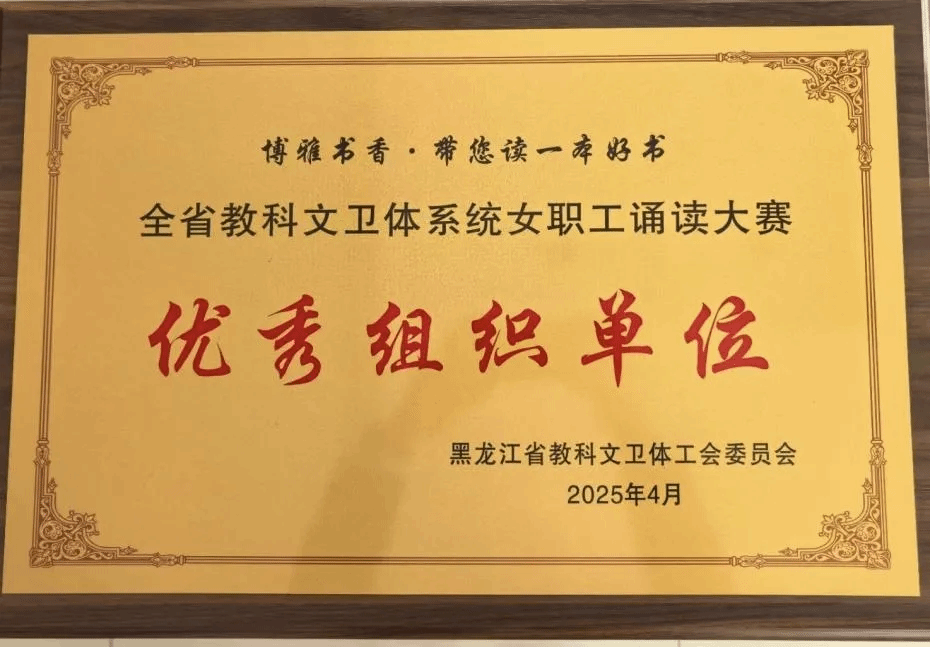 博雅书香·带您读一本好书
全省教科文卫体系统女职工诵读大赛
优秀组织单位
黑龙江省教科文卫体工会委员会
2025年4月